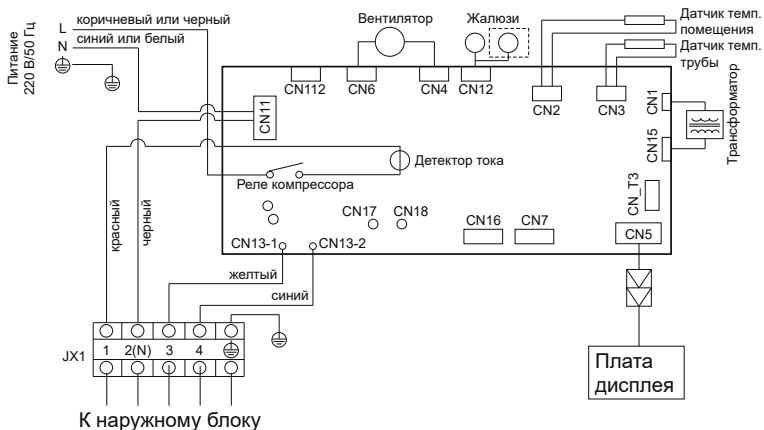 Питание
220 В/50 Гц
L
коричневый или черный
N
синий или белый
Вентилятор
Жалюзи
Датчик темп.
помещения
Датчик темп.
трубы
CN112
CN6
CN4
CN12
CN2
CN3
CN1
CN15
Трансформатор
CN11
Детектор тока
Реле компрессора
CN_T3
CN17
CN18
CN16
CN7
CN5
CN13-1
CN13-2
красный
черный
желтый
синий
JX1
1
2(N)
3
4
К наружному блоку
Плата
дисплея